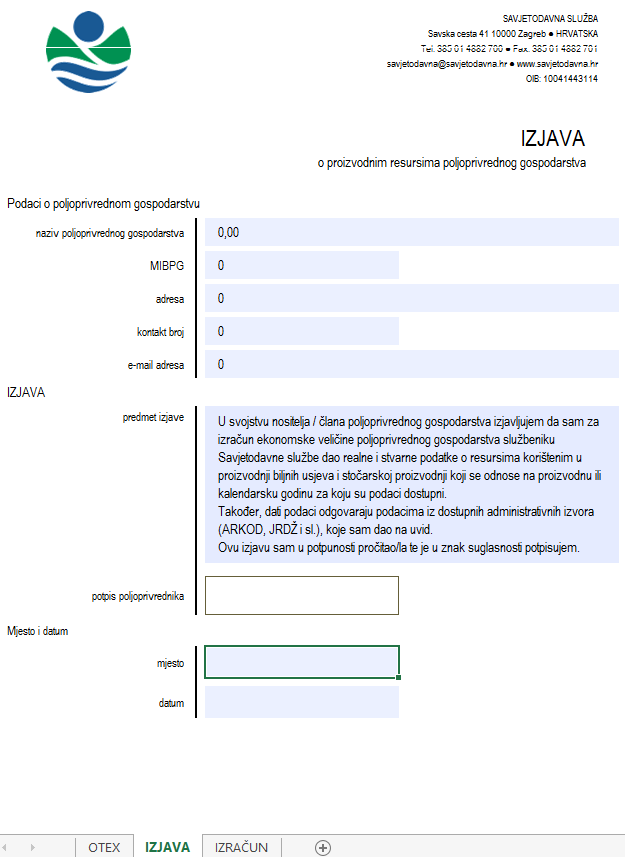 SAVJETODAVNA SLUŽBA
Savska cesta 41 10000 Zagreb ● HRVATSKA
Tel. 385 01 4882 700 ● Fax. 385 01 4882 701
savjetodavna@savjetodavna.hr ● www.savjetodavna.hr
OIB: 10041443114
IZJAVA
o proizvodnim resursima poljoprivrednog gospodarstva
Podaci o poljoprivrednom gospodarstvu
naziv poljoprivrednog gospodarstva 0,00
MIBPG 0
adresa 0
kontakt broj 0
e-mail adresa 0
IZJAVA
predmet izjave
U svojstvu nositelja / člana poljoprivrednog gospodarstva izjavljujem da sam za
izračun ekonomske veličine poljoprivrednog gospodarstva službeniku
Savjetodavne službe dao realne i stvarne podatke o resursima korištenim u
proizvodnji biljnih usjeva i stočarskoj proizvodnji koji se odnose na proizvodnu ili
kalendarsku godinu za koju su podaci dostupni.
Također, dati podaci odgovaraju podacima iz dostupnih administrativnih izvora
(ARKOD, JRDŽ i sl.), koje sam dao na uvid.
Ovu izjavu sam u potpunosti pročitao/la te je u znak suglasnosti potpisujem.
potpis poljoprivrednika
Mjesto i datum
mjesto
datum
OTEX IZJAVA IZRAČUN